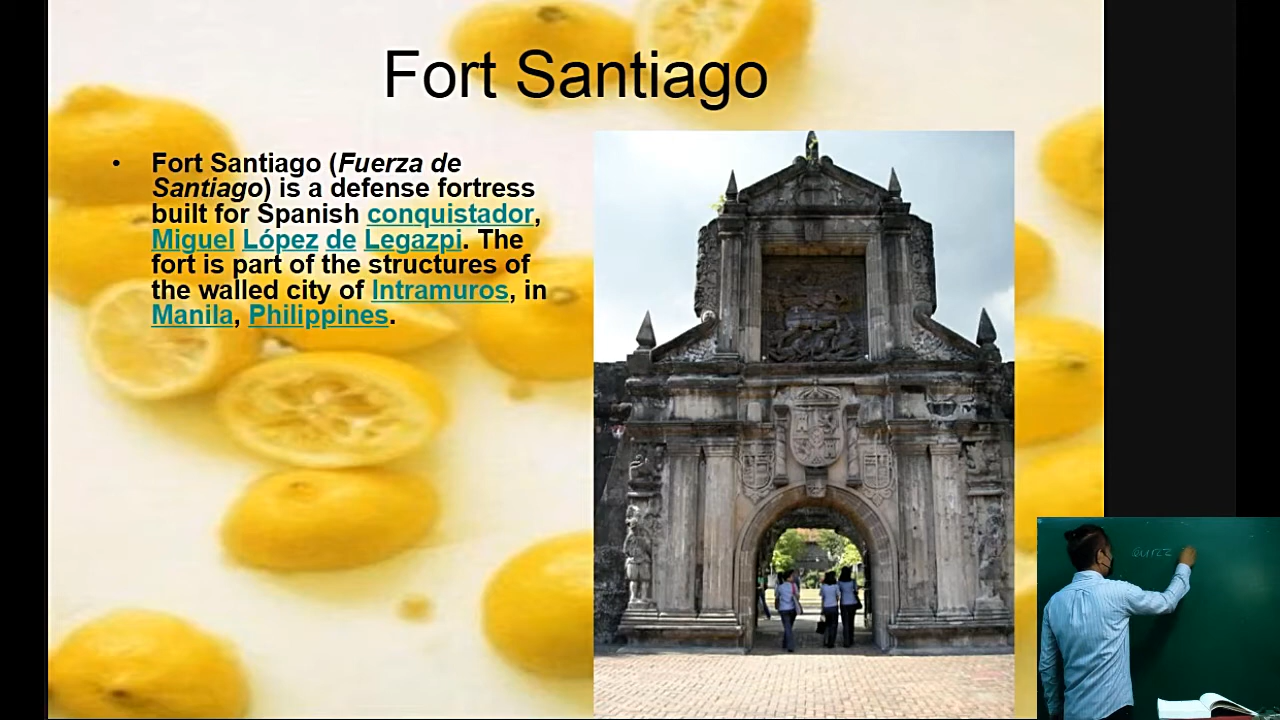 Fort Santiago
• Fort Santiago (Fuerza de
Santiago) is a defense fortress
built for Spanish conquistador,
Miguel López de Legazpi. The
fort is part of the structures of
the walled city of Intramuros, in
Manila, Philippines.